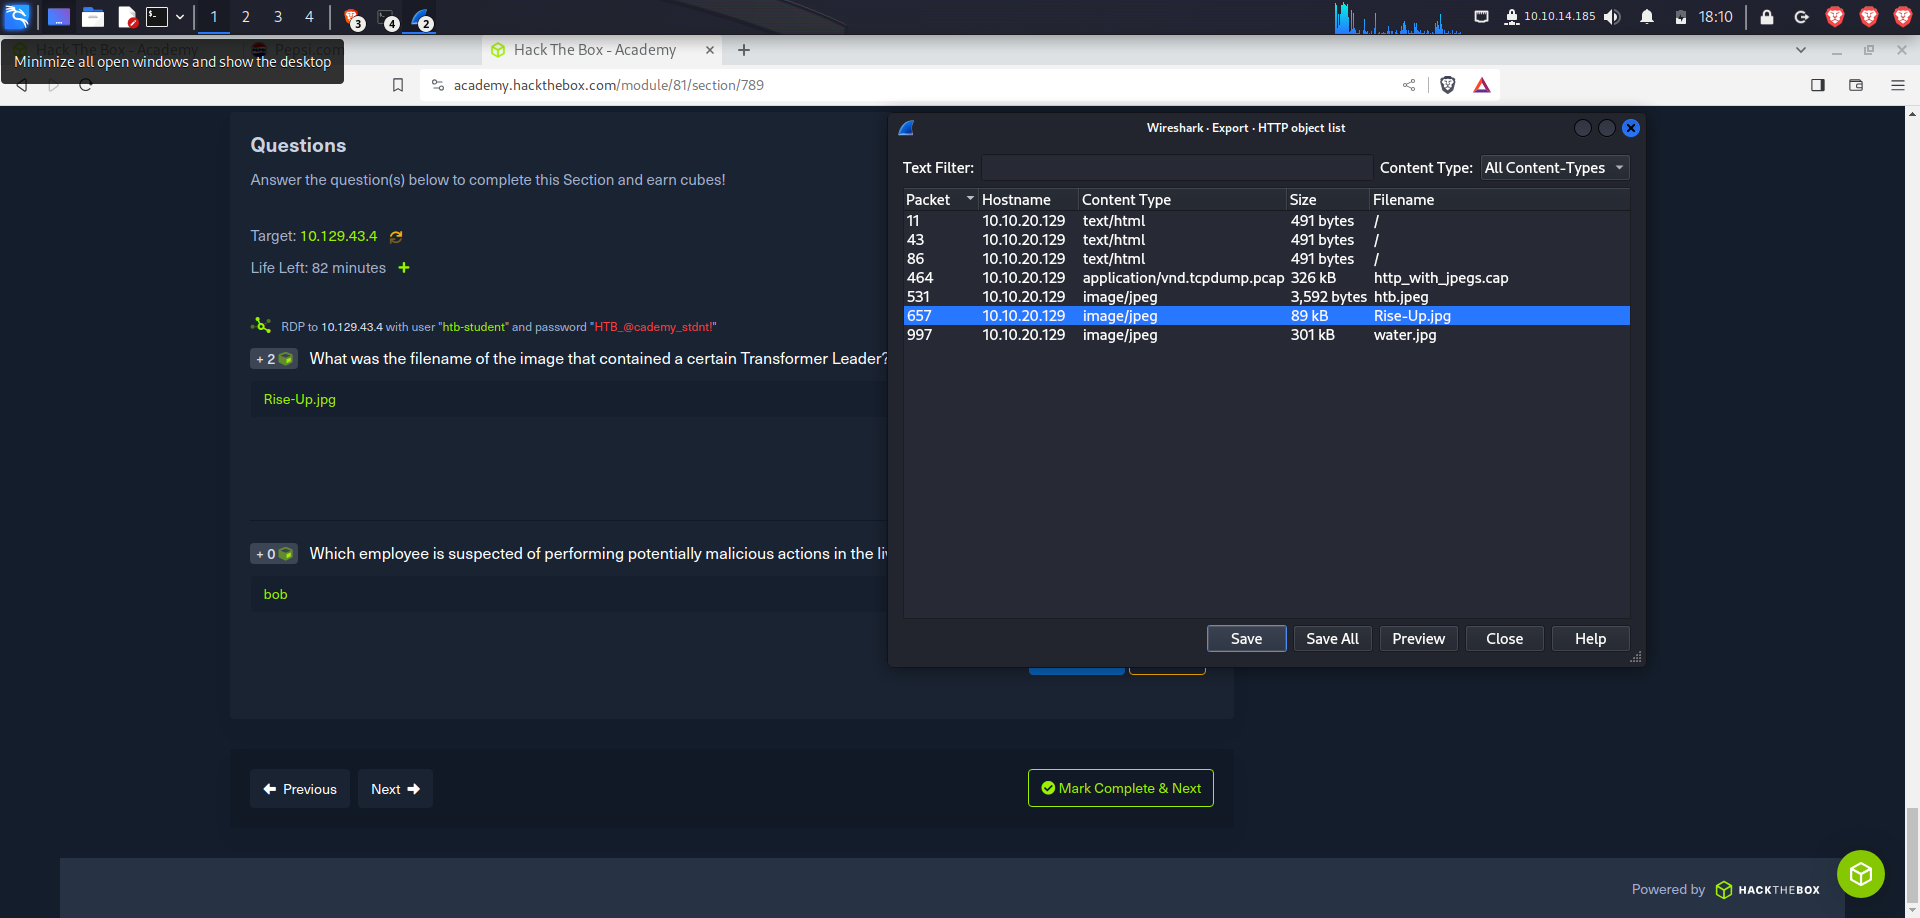 1 2 3 4 3 4 2 10.10.14.185 18:10
Hack The Box - Academy Pepsi.com Hack The Box - Academy
Minimize all open windows and show the desktop
academy.hackthebox.com/module/81/section/789
Questions
Answer the question(s) below to complete this Section and earn cubes!
Target: 10.129.43.4
Life Left: 82 minutes
RDP to 10.129.43.4 with user "htb-student" and password "HTB_@cademy_stdnt!"
+ 2 What was the filename of the image that contained a certain Transformer Leader?
Rise-Up.jpg
+ 0 Which employee is suspected of performing potentially malicious actions in the li
bob
Wireshark · Export · HTTP object list
Text Filter: Content Type: All Content-Types
Packet Hostname Content Type Size Filename
11 10.10.20.129 text/html 491 bytes /
43 10.10.20.129 text/html 491 bytes /
86 10.10.20.129 text/html 491 bytes /
464 10.10.20.129 application/vnd.tcpdump.pcap 326 kB http_with_jpegs.cap
531 10.10.20.129 image/jpeg 3,592 bytes htb.jpeg
657 10.10.20.129 image/jpeg 89 kB Rise-Up.jpg
997 10.10.20.129 image/jpeg 301 kB water.jpg
Save Save All Preview Close Help
Previous Next Mark Complete & Next
Powered by HACKTHEBOX